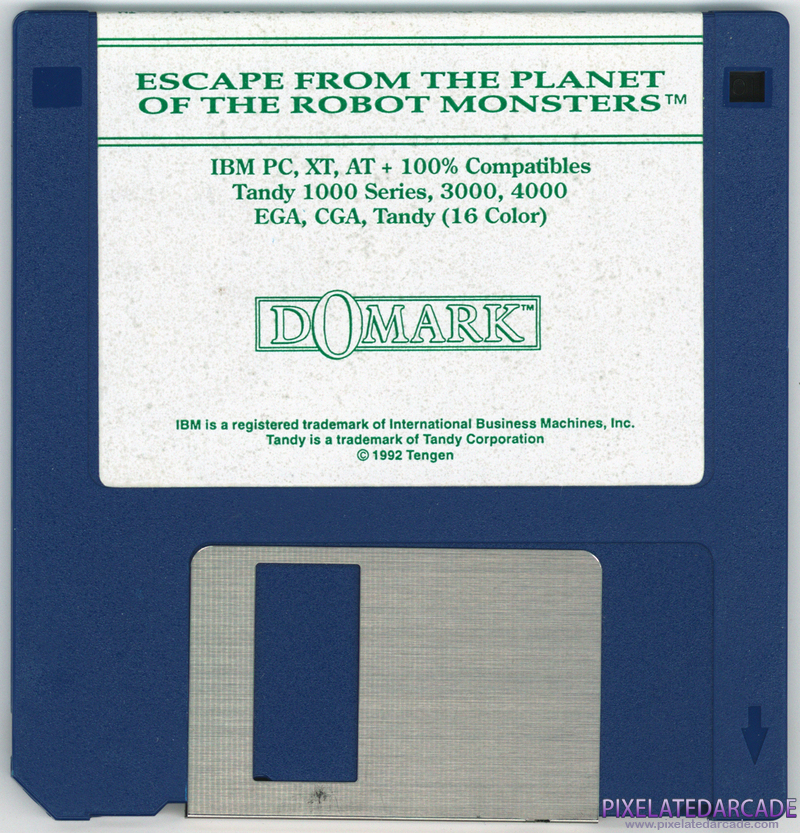 ESCAPE FROM THE PLANET
OF THE ROBOT MONSTERS™
IBM PC, XT, AT + 100% Compatibles
Tandy 1000 Series, 3000, 4000
EGA, CGA, Tandy (16 Color)
DOMARK™
IBM is a registered trademark of International Business Machines, Inc.
Tandy is a trademark of Tandy Corporation
© 1992 Tengen
PIXELATEDARCADE
www.pixelatedarcade.com